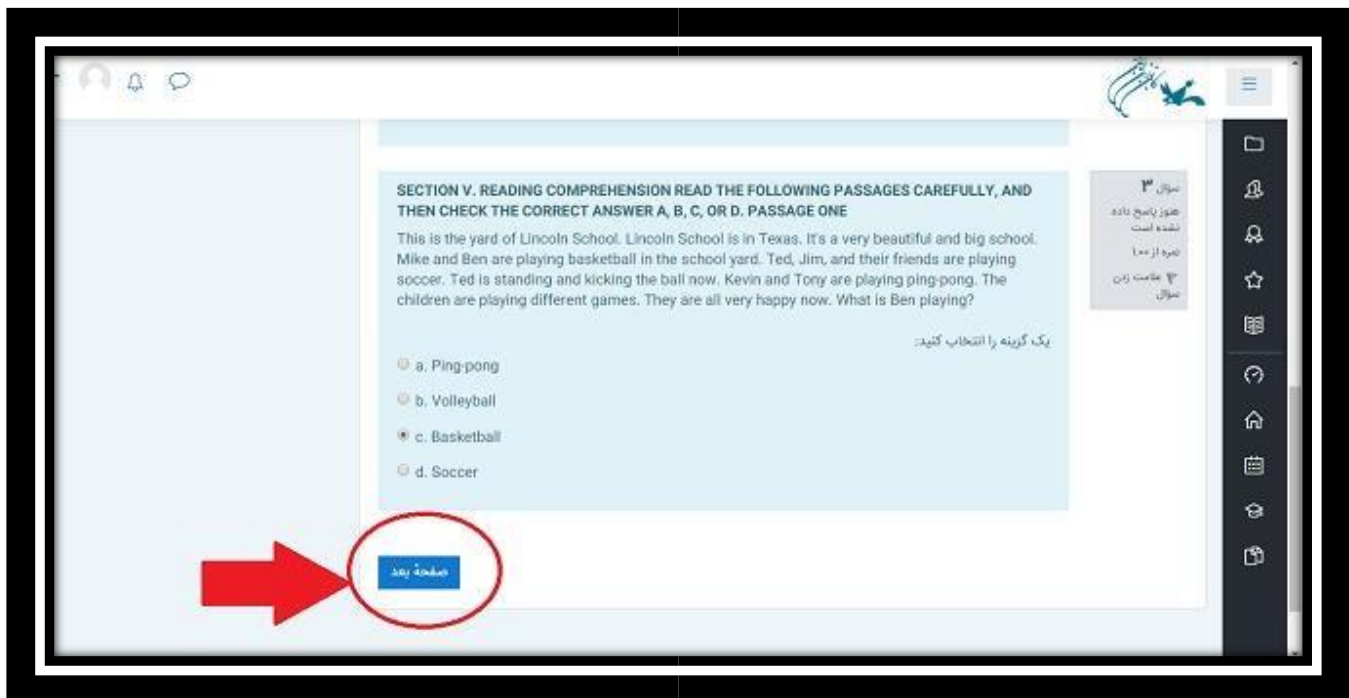 SECTION V. READING COMPREHENSION READ THE FOLLOWING PASSAGES CAREFULLY, AND
THEN CHECK THE CORRECT ANSWER A, B, C, OR D. PASSAGE ONE
This is the yard of Lincoln School. Lincoln School is in Texas. It's a very beautiful and big school.
Mike and Ben are playing basketball in the school yard. Ted, Jim, and their friends are playing
soccer. Ted is standing and kicking the ball now. Kevin and Tony are playing ping-pong. The
children are playing different games. They are all very happy now. What is Ben playing?
یک گزینه را انتخاب کنید:
a. Ping-pong
b. Volleyball
c. Basketball
d. Soccer
صفحهٔ بعد
سؤال ۳
هنوز پاسخ داده
نشده است
نمره از ۱٫۰۰
علامت زدن
سؤال